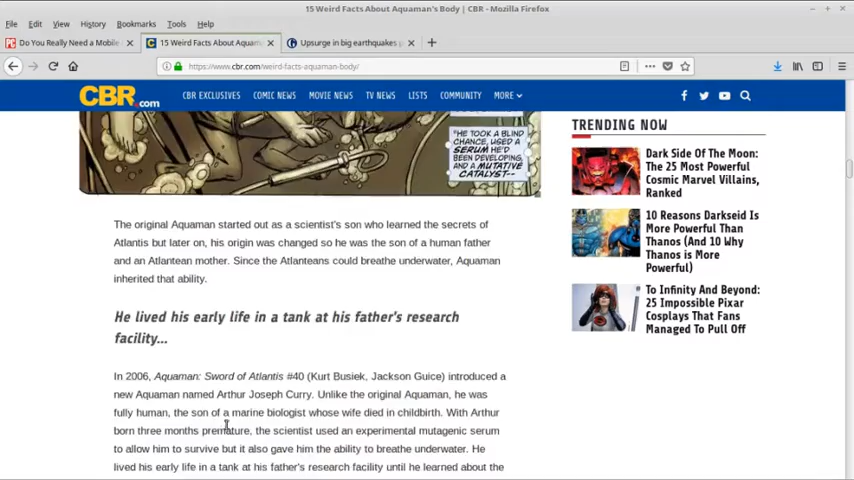 15 Weird Facts About Aquaman's Body | CBR - Mozilla Firefox
File Edit View History Bookmarks Tools Help
Do You Really Need a Mobile
15 Weird Facts About Aquam
Upsurge in big earthquakes
https://www.cbr.com/weird-facts-aquaman-body/
CBR.com
CBR EXCLUSIVES COMIC NEWS MOVIE NEWS TV NEWS LISTS COMMUNITY MORE
"HE TOOK A BLIND
CHANCE, USED A
SERUM HE'D
BEEN DEVELOPING,
AND A MUTATIVE
CATALYST--
The original Aquaman started out as a scientist's son who learned the secrets of
Atlantis but later on, his origin was changed so he was the son of a human father
and an Atlantean mother. Since the Atlanteans could breathe underwater, Aquaman
inherited that ability.
He lived his early life in a tank at his father's research
facility...
In 2006, Aquaman: Sword of Atlantis #40 (Kurt Busiek, Jackson Guice) introduced a
new Aquaman named Arthur Joseph Curry. Unlike the original Aquaman, he was
fully human, the son of a marine biologist whose wife died in childbirth. With Arthur
born three months premature, the scientist used an experimental mutagenic serum
to allow him to survive but it also gave him the ability to breathe underwater. He
lived his early life in a tank at his father's research facility until he learned about the
TRENDING NOW
Dark Side Of The Moon:
The 25 Most Powerful
Cosmic Marvel Villains,
Ranked
10 Reasons Darkseid Is
More Powerful Than
Thanos (And 10 Why
Thanos is More
Powerful)
To Infinity And Beyond:
25 Impossible Pixar
Cosplays That Fans
Managed To Pull Off